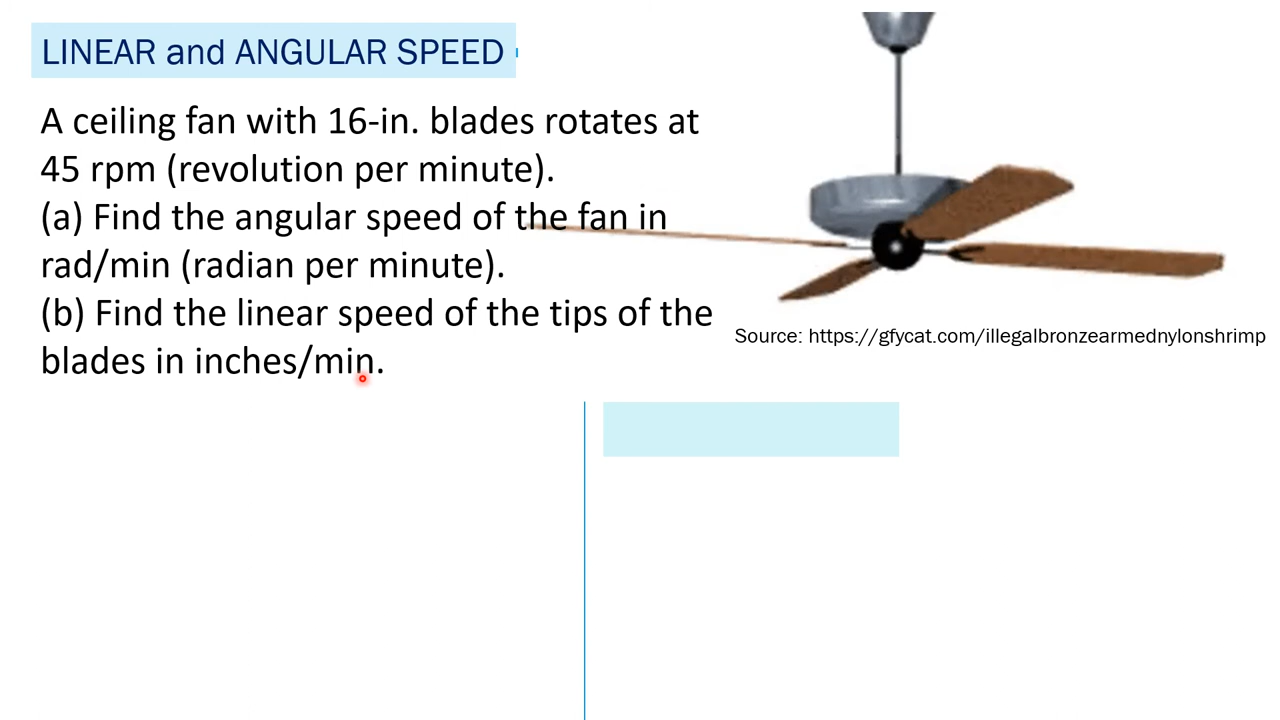 LINEAR and ANGULAR SPEED
A ceiling fan with 16-in. blades rotates at
45 rpm (revolution per minute).
(a) Find the angular speed of the fan in
rad/min (radian per minute).
(b) Find the linear speed of the tips of the
blades in inches/min.
Source: https://gfycat.com/illegalbronzearmednylonshrimp